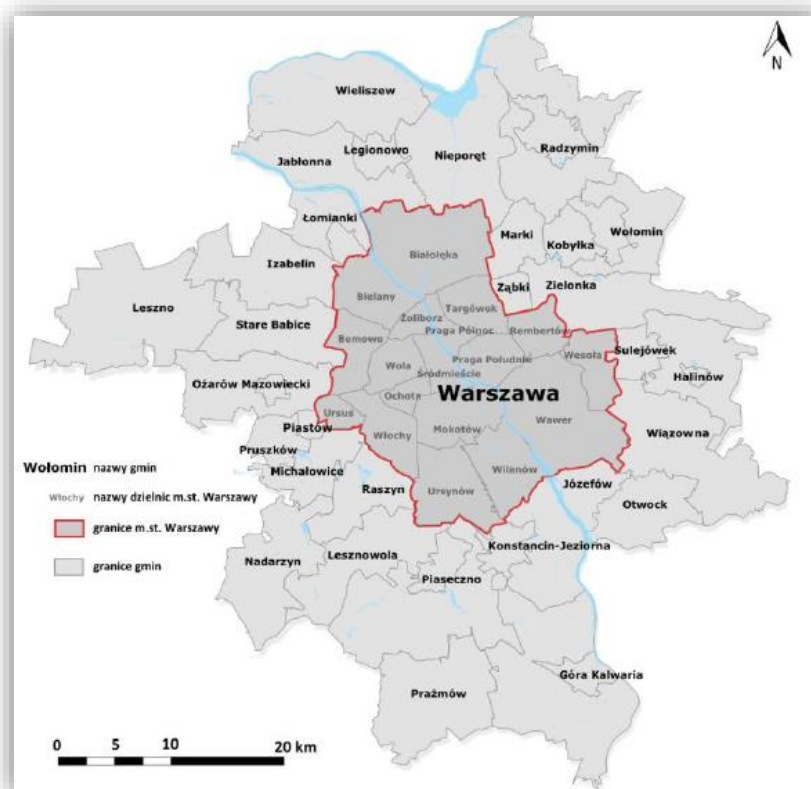 N
Wieliszew
Legionowo
Jabłonna
Nieporęt
Radzymin
Łomianki
Marki
Kobyłka
Wołomin
Białołęka
Izabelin
Leszno
Bielany
Ząbki
Zielonka
Targówek
Żoliborz
Stare Babice
Praga Północ...
Rembertów
Bemowo
Sulejówek
Wesoła
Praga Południe
Wola
Śródmieście
Halinów
Ożarów Mazowiecki
Warszawa
Ochota
Ursus
Wawer
Piastów
Mokotów
Włochy
Wiązowna
Pruszków
Michałowice
Wołomin nazwy gmin
Wilanów
Józefów
Raszyn
Ursynów
Włochy nazwy dzielnic m.st. Warszawy
Otwock
granice m.st. Warszawy
Konstancin-Jeziorna
Lesznowola
Nadarzyn
granice gmin
Piaseczno
Góra Kalwaria
Prażmów
0 5 10 20 km